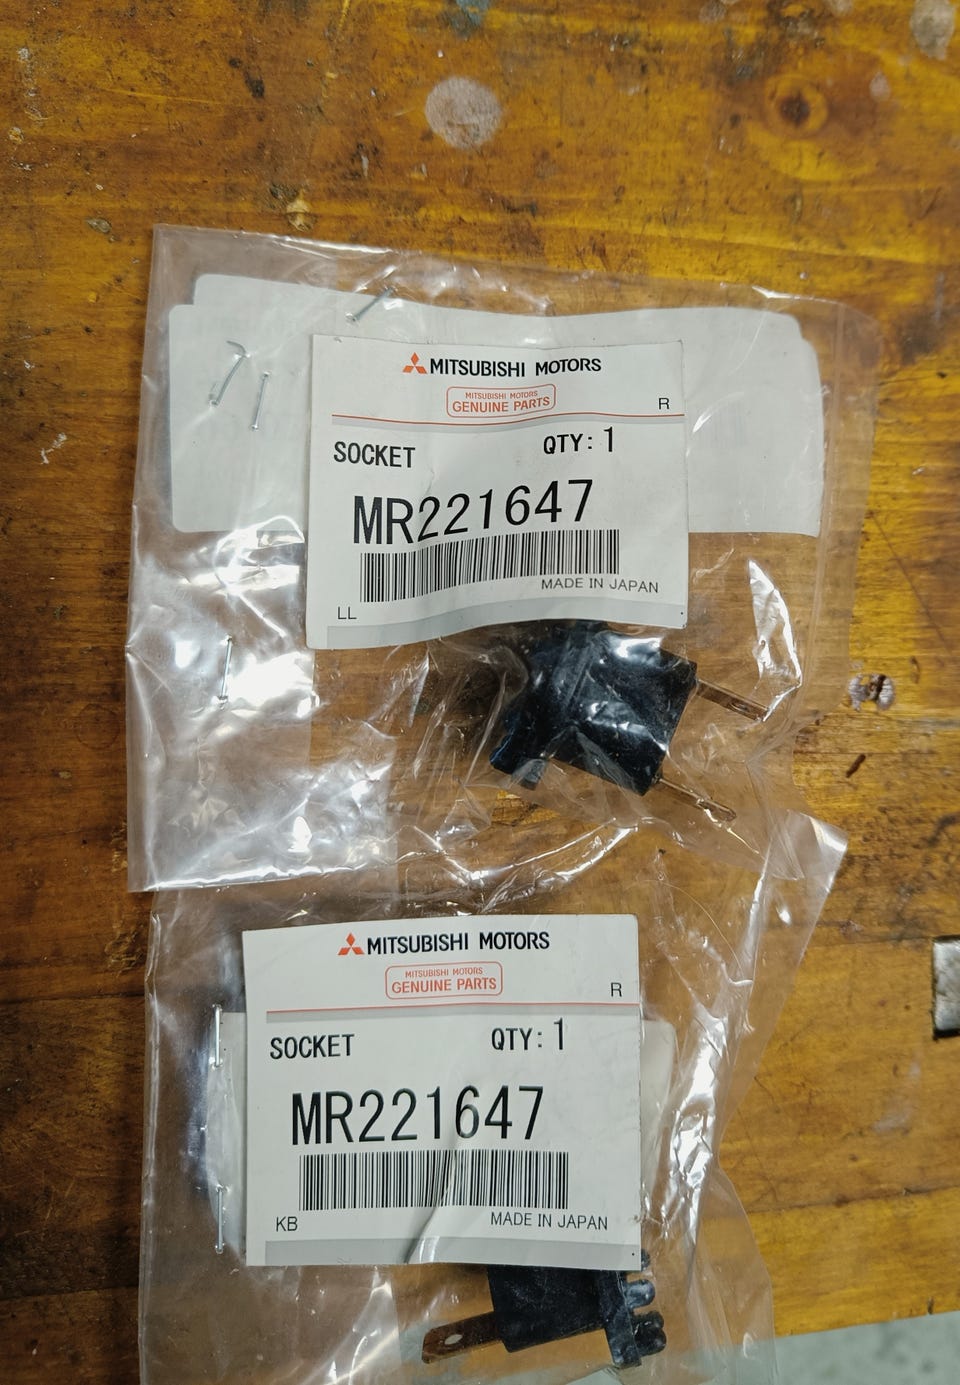 MITSUBISHI MOTORS
MITSUBISHI MOTORS
GENUINE PARTS
R
SOCKET QTY: 1
MR221647
MADE IN JAPAN
LL
MITSUBISHI MOTORS
MITSUBISHI MOTORS
GENUINE PARTS
R
SOCKET QTY: 1
MR221647
KB MADE IN JAPAN